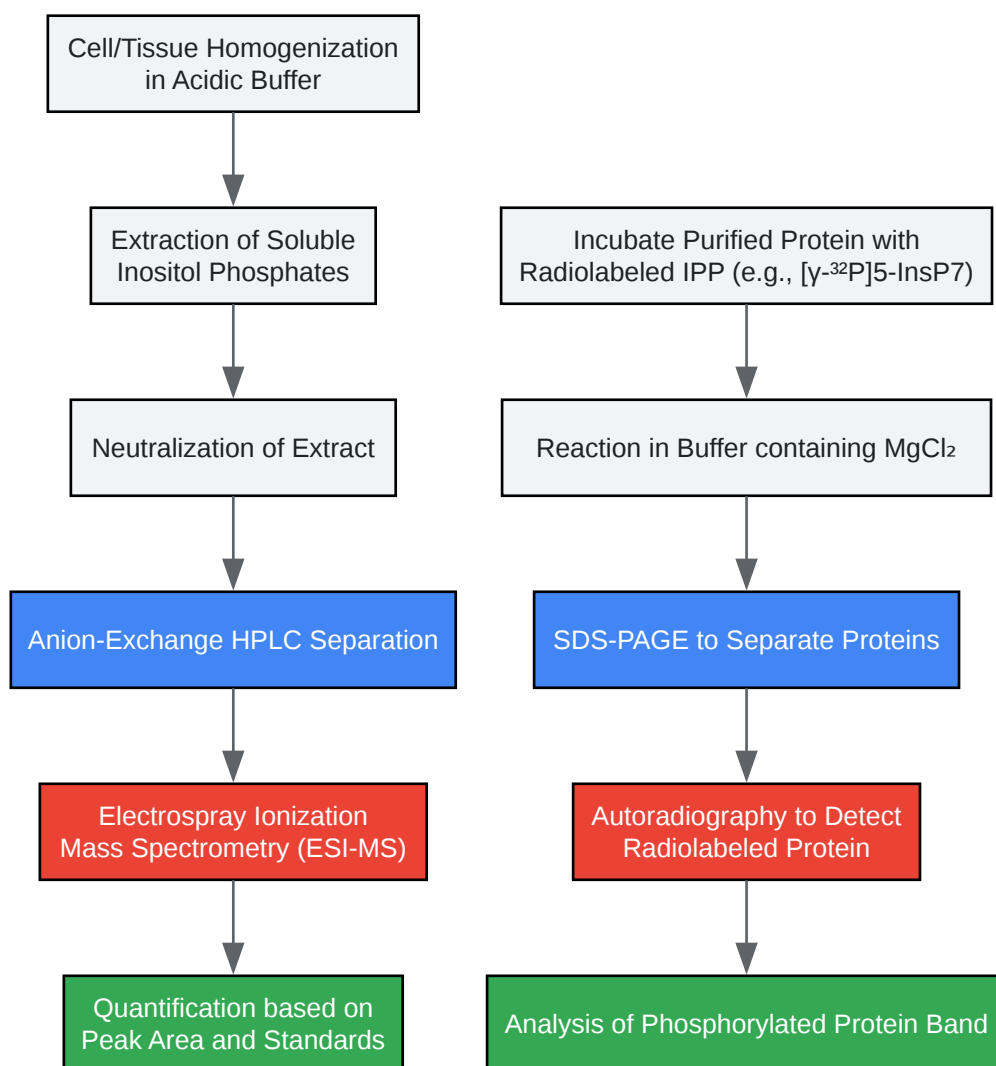 Cell/Tissue Homogenization
in Acidic Buffer
Extraction of Soluble
Inositol Phosphates
Neutralization of Extract
Anion-Exchange HPLC Separation
Electrospray Ionization
Mass Spectrometry (ESI-MS)
Quantification based on
Peak Area and Standards
Incubate Purified Protein with
Radiolabeled IPP (e.g., [γ-³²P]5-InsP7)
Reaction in Buffer containing MgCl₂
SDS-PAGE to Separate Proteins
Autoradiography to Detect
Radiolabeled Protein
Analysis of Phosphorylated Protein Band